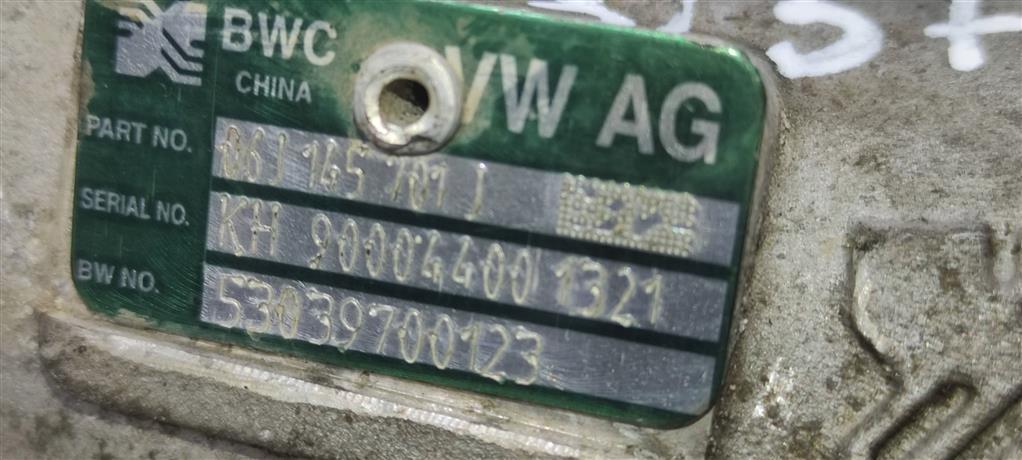 BWC VW AG
CHINA
PART NO. 06J 145 701 J
SERIAL NO. KH 90004400 1321
BW NO. 53039700123